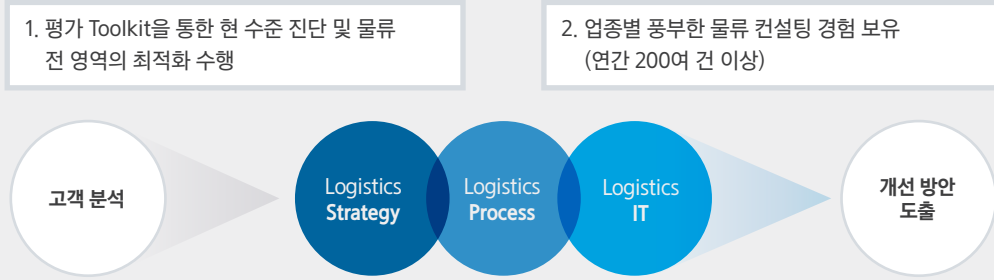 1. 평가 Toolkit을 통한 현 수준 진단 및 물류
전 영역의 최적화 수행
2. 업종별 풍부한 물류 컨설팅 경험 보유
(연간 200여 건 이상)
고객 분석
Logistics
Strategy
Logistics
Process
Logistics
IT
개선 방안
도출